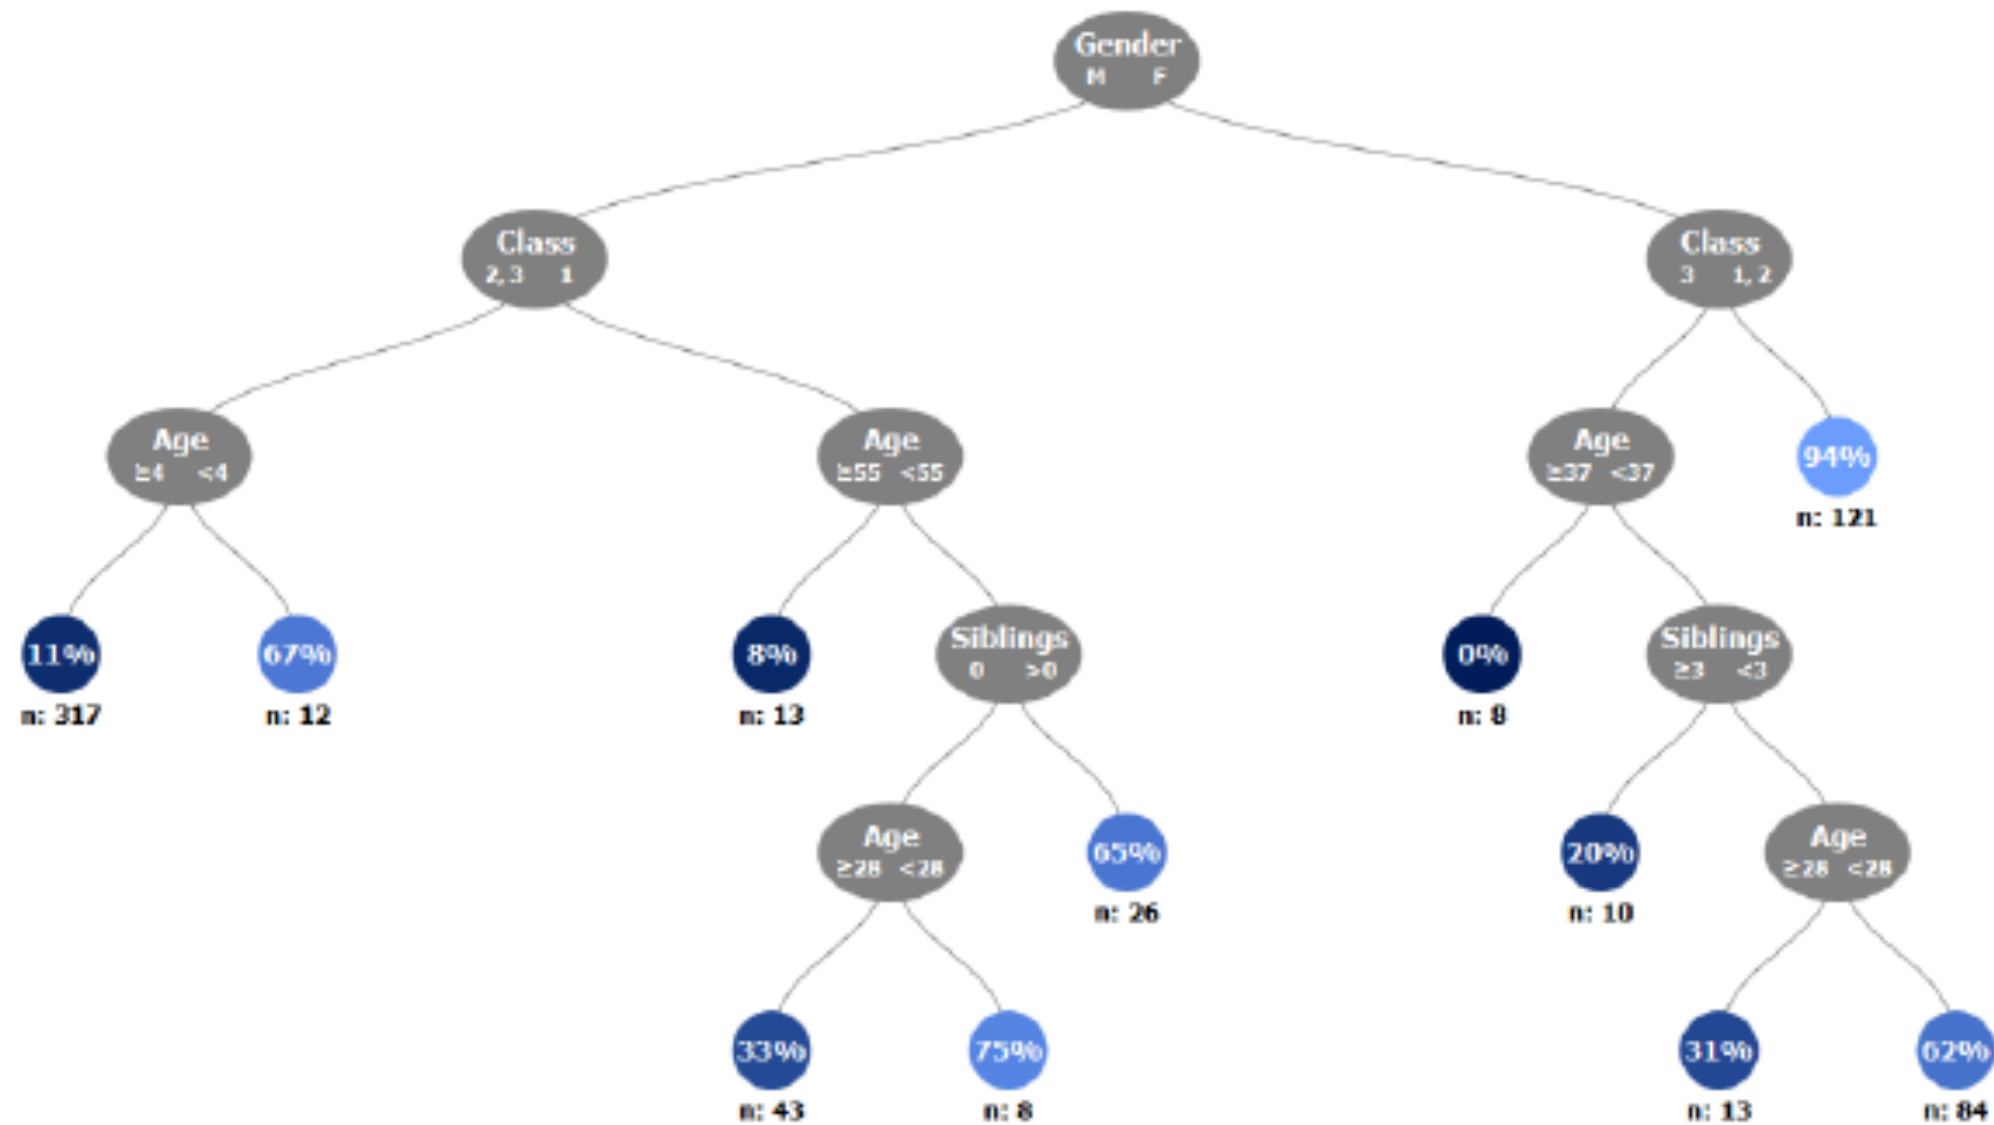 Gender
M F
Class
2, 3 1
Class
3 1, 2
Age
≥4 <4
Age
≥55 <55
Age
≥37 <37
94%
n: 121
11%
n: 317
67%
n: 12
8%
n: 13
Siblings
0 >0
0%
n: 8
Siblings
≥3 <3
Age
≥28 <28
65%
n: 26
20%
n: 10
Age
≥28 <28
33%
n: 43
75%
n: 8
31%
n: 13
62%
n: 84